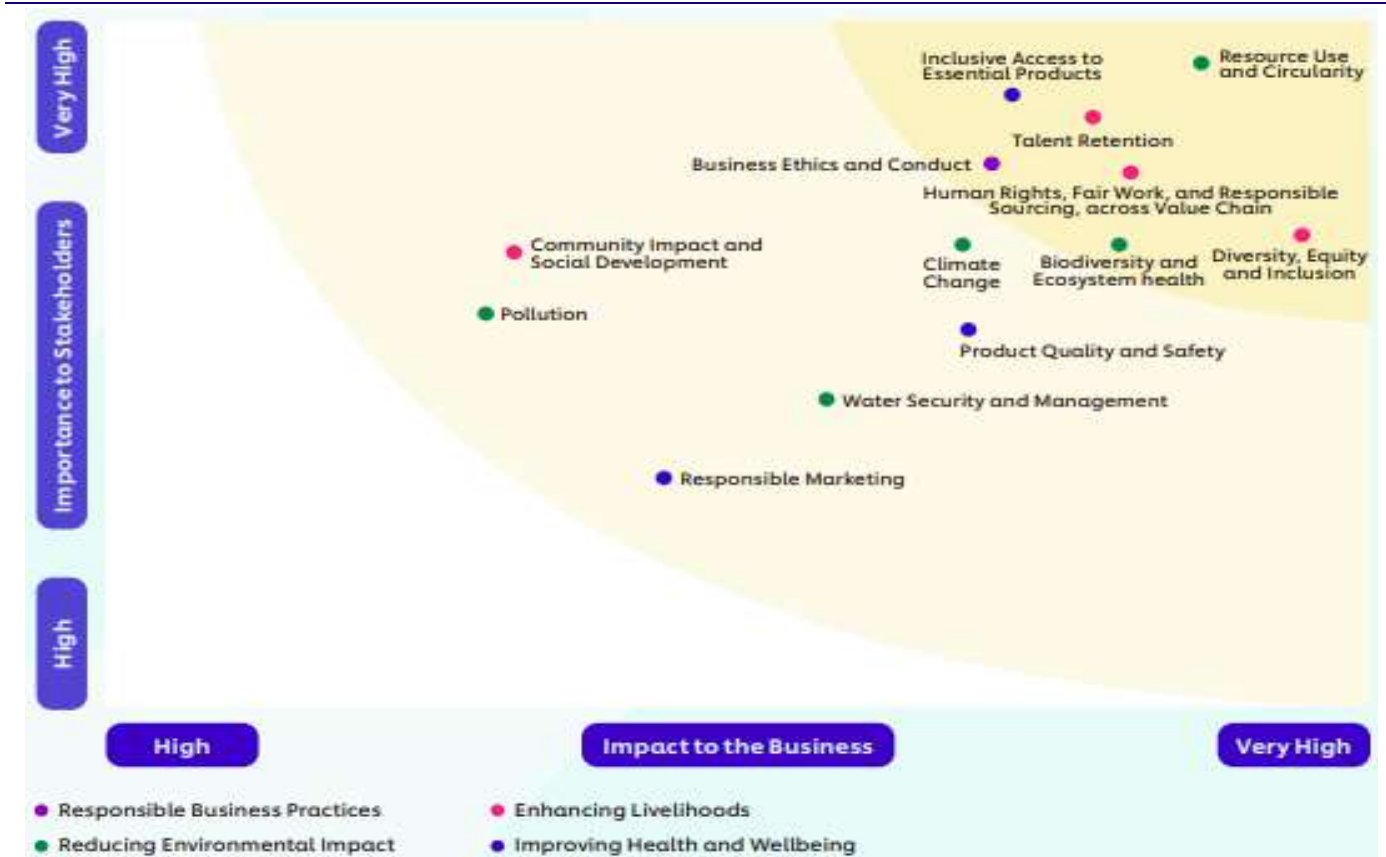 Very High
Importance to Stakeholders
High
Inclusive Access to
Essential Products
Resource Use
and Circularity
Talent Retention
Business Ethics and Conduct
Human Rights, Fair Work, and Responsible
Sourcing, across Value Chain
Community Impact and
Social Development
Climate
Change
Biodiversity and
Ecosystem health
Diversity, Equity
and Inclusion
Pollution
Product Quality and Safety
Water Security and Management
Responsible Marketing
High
Impact to the Business
Very High
Responsible Business Practices
Enhancing Livelihoods
Reducing Environmental Impact
Improving Health and Wellbeing